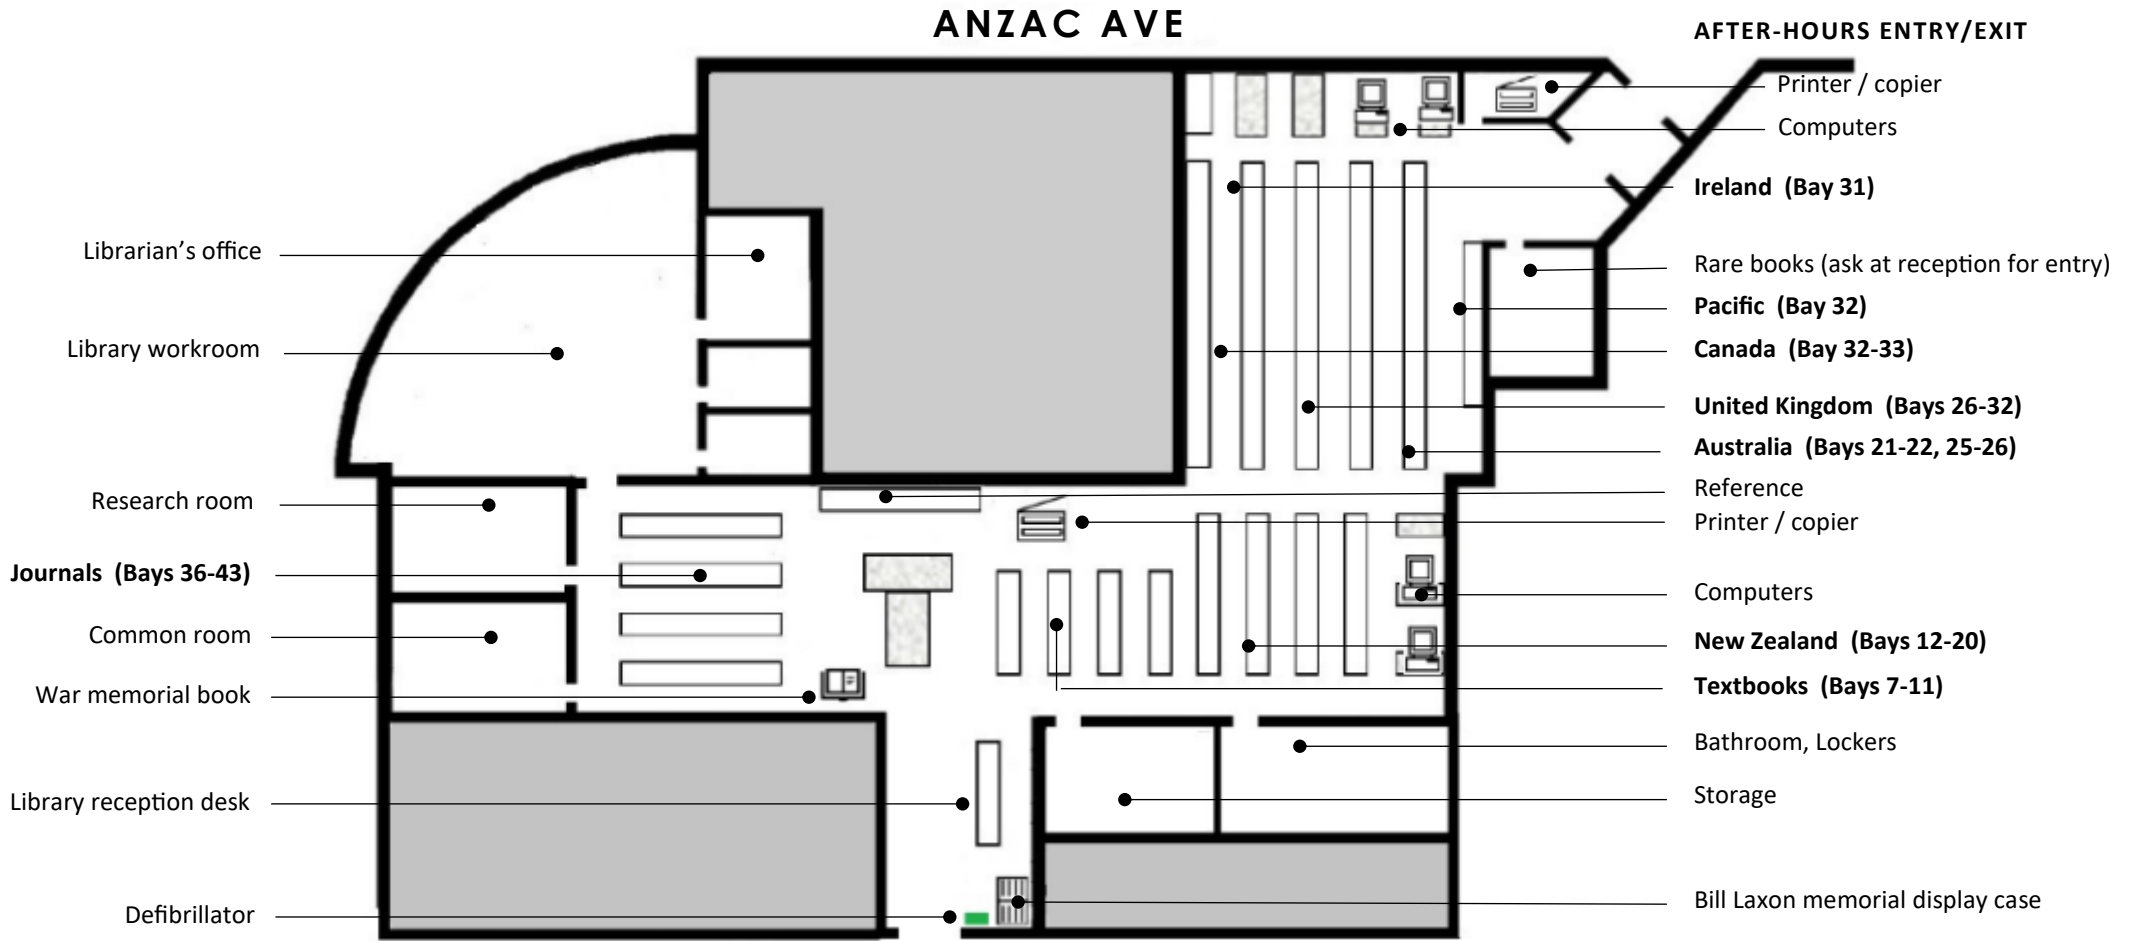 ANZAC AVE
AFTER-HOURS ENTRY/EXIT
Printer / copier
Computers
Ireland (Bay 31)
Rare books (ask at reception for entry)
Pacific (Bay 32)
Canada (Bay 32-33)
United Kingdom (Bays 26-32)
Australia (Bays 21-22, 25-26)
Reference
Printer / copier
Computers
New Zealand (Bays 12-20)
Textbooks (Bays 7-11)
Bathroom, Lockers
Storage
Bill Laxon memorial display case
Librarian’s office
Library workroom
Research room
Journals (Bays 36-43)
Common room
War memorial book
Library reception desk
Defibrillator